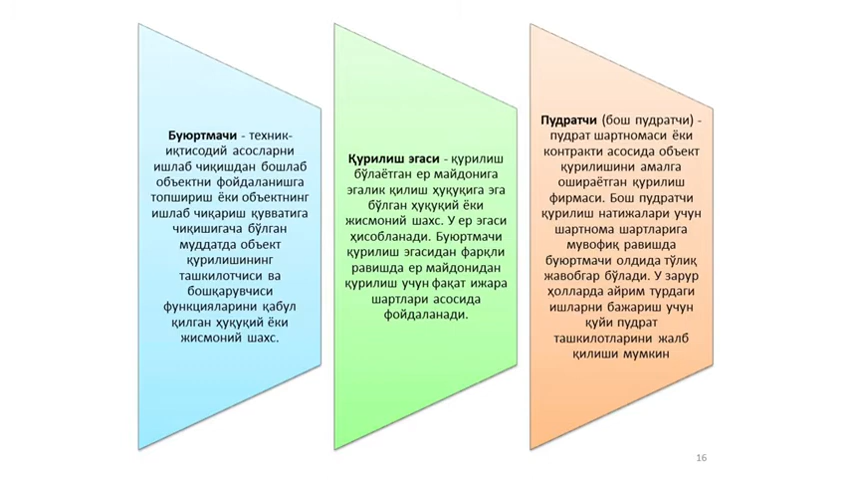 Буюртмачи - техник-
иқтисодий асосларни
ишлаб чиқишдан бошлаб
объектни фойдаланишга
топшириш ёки объектнинг
ишлаб чиқариш қувватига
чиқишигача бўлган
муддатда объект
қурилишининг
ташкилотчиси ва
бошқарувчиси
функцияларини қабул
қилган ҳуқуқий ёки
жисмоний шахс.
Қурилиш эгаси - қурилиш
бўлаётган ер майдонига
эгалик қилиш ҳуқуқига эга
бўлган ҳуқуқий ёки
жисмоний шахс. У ер эгаси
ҳисобланади. Буюртмачи
қурилиш эгасидан фарқли
равишда ер майдонидан
қурилиш учун фақат ижара
шартлари асосида
фойдаланади.
Пудратчи (бош пудратчи) -
пудрат шартномаси ёки
контракти асосида объект
қурилишини амалга
ошираётган қурилиш
фирмаси. Бош пудратчи
қурилиш натижалари учун
шартнома шартларига
мувофиқ равишда
буюртмачи олдида тўлиқ
жавобгар бўлади. У зарур
ҳолларда айрим турдаги
ишларни бажариш учун
қуйи пудрат
ташкилотларини жалб
қилиши мумкин
16